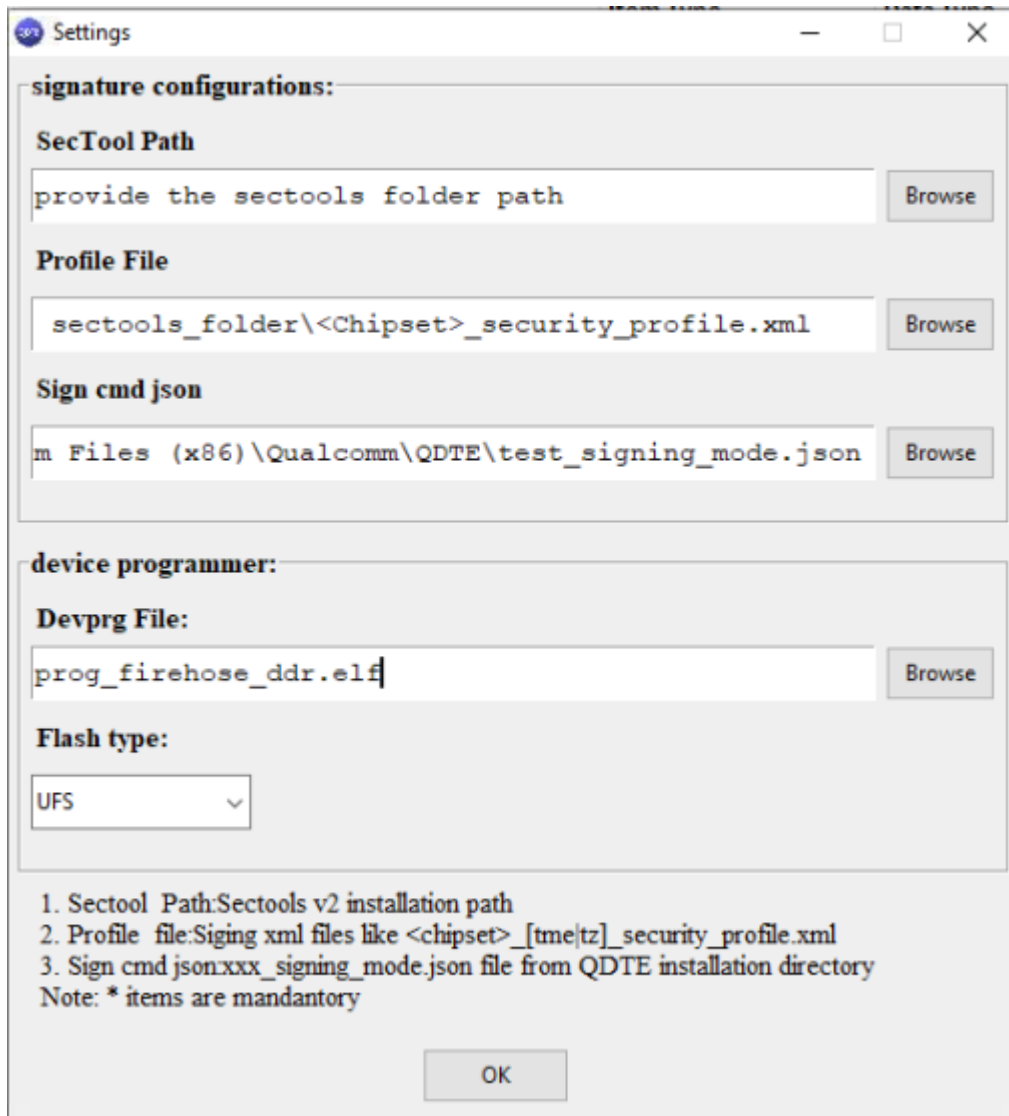 Settings
signature configurations:
SecTool Path
provide the sectools folder path
Browse
Profile File
sectools_folder\<Chipset>_security_profile.xml
Browse
Sign cmd json
m Files (x86)\Qualcomm\QDTE\test_signing_mode.json
Browse
device programmer:
Devprg File:
prog_firehose_ddr.elf
Browse
Flash type:
UFS
1. Sectool Path:Sectools v2 installation path
2. Profile file:Siging xml files like <chipset>_[tme|tz]_security_profile.xml
3. Sign cmd json:xxx_signing_mode.json file from QDTE installation directory
Note: * items are mandantory
OK